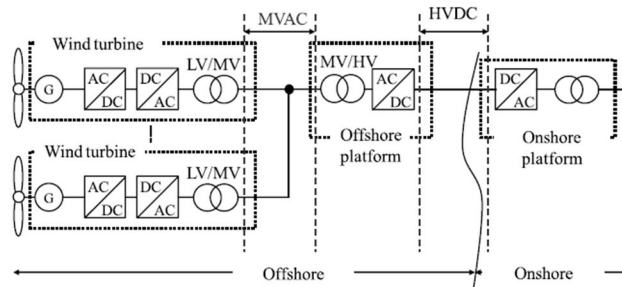 MVAC
HVDC
Wind turbine
LV/MV
MV/HV
G
AC
DC
DC
AC
AC
DC
DC
AC
Offshore
platform
Onshore
platform
Wind turbine
LV/MV
G
AC
DC
DC
AC
Offshore
Onshore